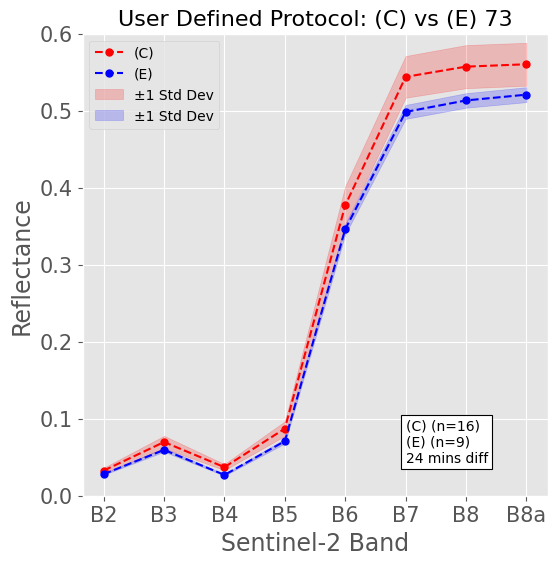 User Defined Protocol: (C) vs (E) 73
(C)
(E)
±1 Std Dev
±1 Std Dev
0.6
0.5
0.4
0.3
0.2
0.1
0.0
Reflectance
(C) (n=16)
(E) (n=9)
24 mins diff
B2 B3 B4 B5 B6 B7 B8 B8a
Sentinel-2 Band